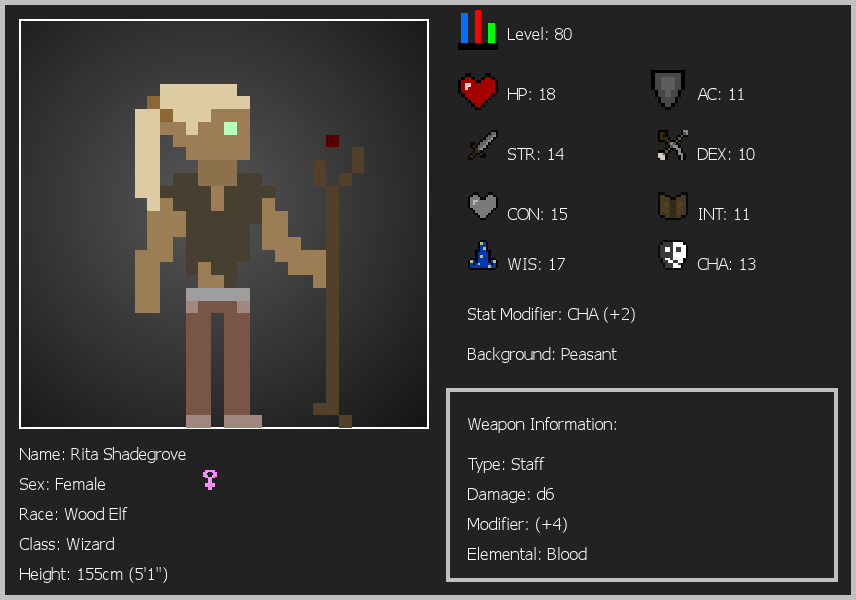 Level: 80
HP: 18
AC: 11
STR: 14
DEX: 10
CON: 15
INT: 11
WIS: 17
CHA: 13
Stat Modifier: CHA (+2)
Background: Peasant
Weapon Information:
Type: Staff
Damage: d6
Modifier: (+4)
Elemental: Blood
Name: Rita Shadegrove
Sex: Female
Race: Wood Elf
Class: Wizard
Height: 155cm (5'1")